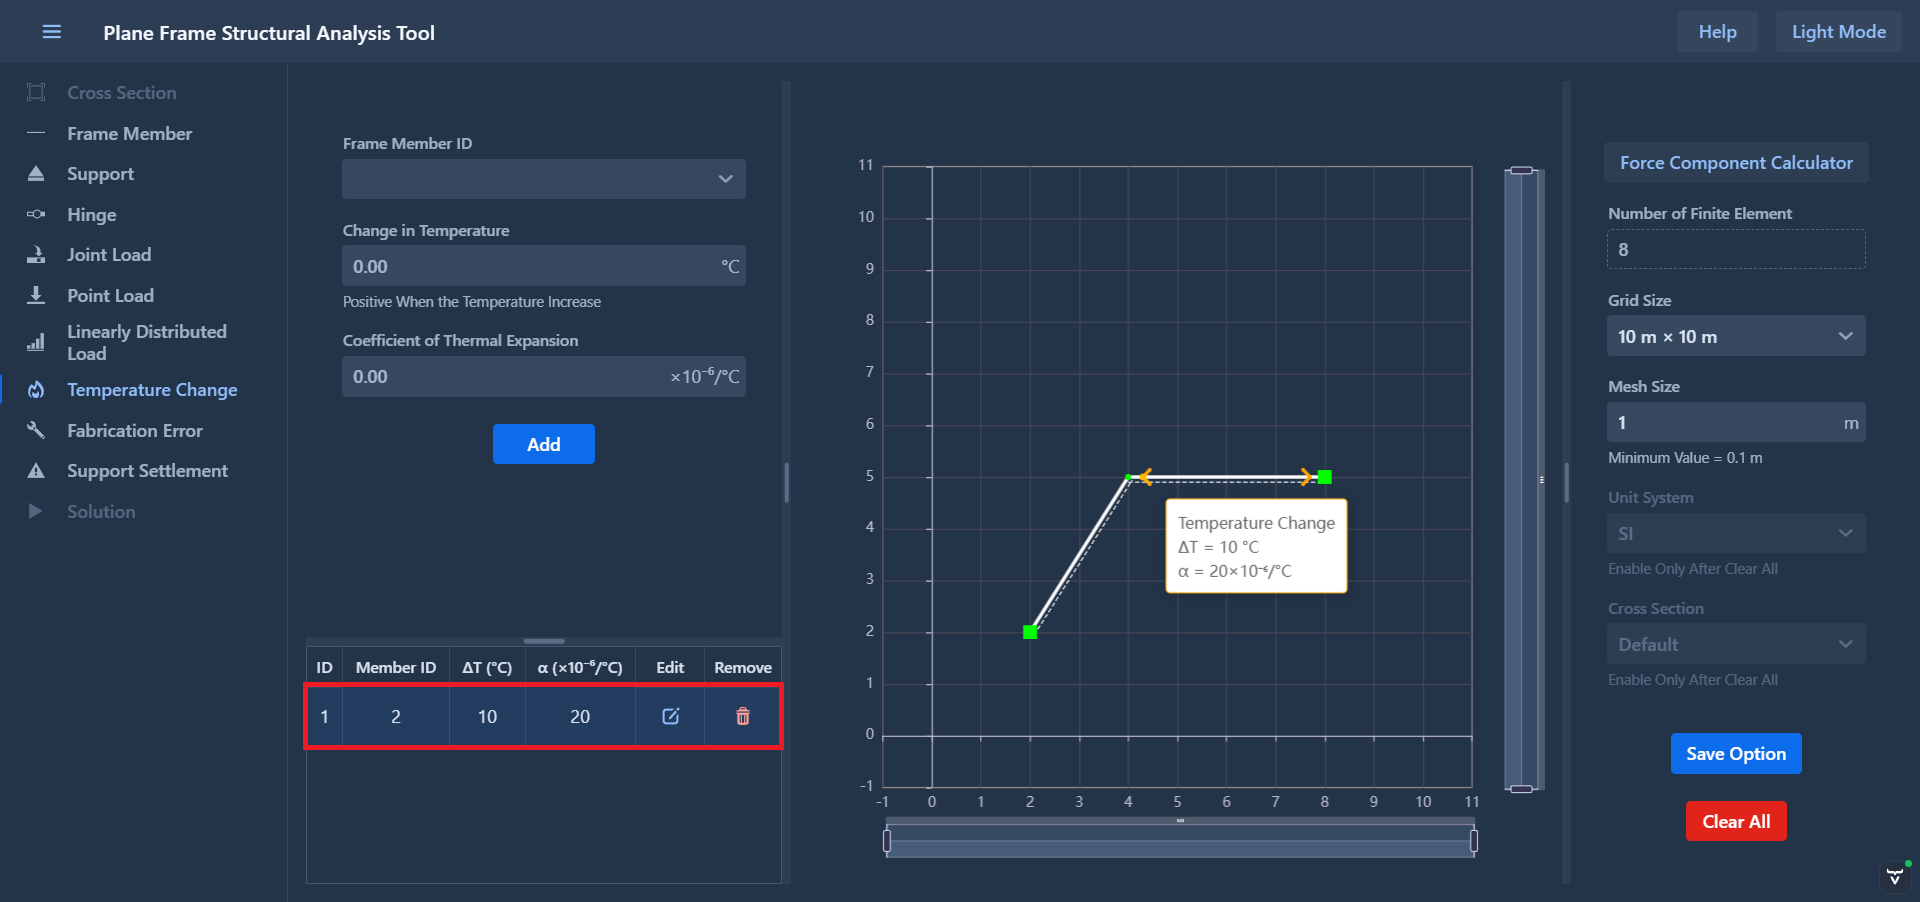 Plane Frame Structural Analysis Tool
Help
Light Mode
Cross Section
Frame Member
Support
Hinge
Joint Load
Point Load
Linearly Distributed
Load
Temperature Change
Fabrication Error
Support Settlement
Solution
Frame Member ID
Change in Temperature
0.00 °C
Positive When the Temperature Increase
Coefficient of Thermal Expansion
0.00 ×10⁻⁶/°C
Add
ID Member ID ΔT (°C) α (×10⁻⁶/°C) Edit Remove
1 2 10 20
11
10
9
8
7
6
5
4
3
2
1
0
-1
-1 0 1 2 3 4 5 6 7 8 9 10 11
Temperature Change
ΔT = 10 °C
α = 20×10⁻⁶/°C
Force Component Calculator
Number of Finite Element
8
Grid Size
10 m × 10 m
Mesh Size
1 m
Minimum Value = 0.1 m
Unit System
SI
Enable Only After Clear All
Cross Section
Default
Enable Only After Clear All
Save Option
Clear All